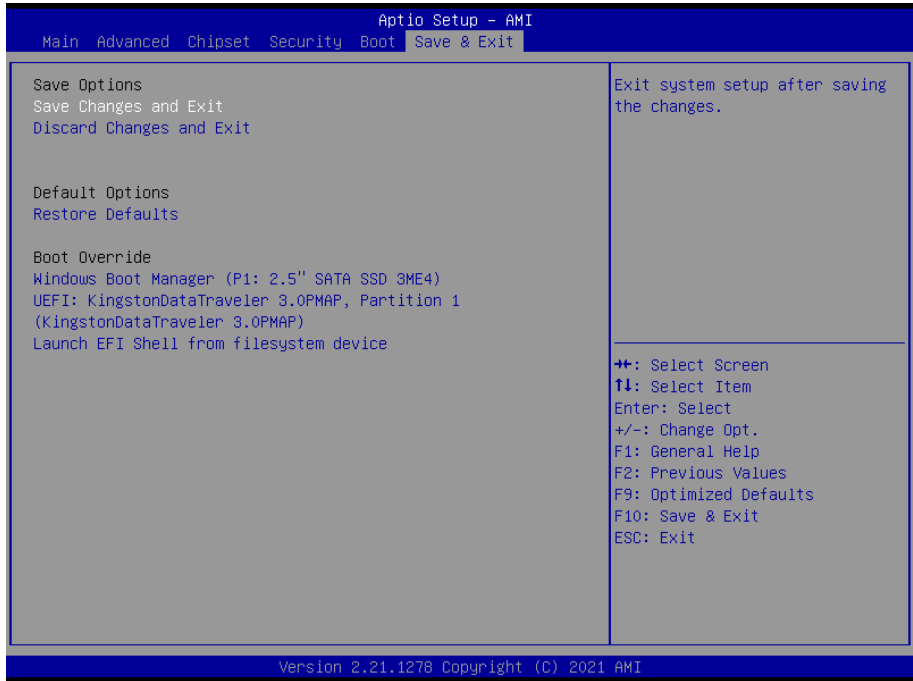 Aptio Setup – AMI
Main Advanced Chipset Security Boot Save & Exit
Save Options
Save Changes and Exit
Discard Changes and Exit
Default Options
Restore Defaults
Boot Override
Windows Boot Manager (P1: 2.5" SATA SSD 3ME4)
UEFI: KingstonDataTraveler 3.0PMAP, Partition 1
(KingstonDataTraveler 3.0PMAP)
Launch EFI Shell from filesystem device
Exit system setup after saving
the changes.
→←: Select Screen
↑↓: Select Item
Enter: Select
+/-: Change Opt.
F1: General Help
F2: Previous Values
F9: Optimized Defaults
F10: Save & Exit
ESC: Exit
Version 2.21.1278 Copyright (C) 2021 AMI